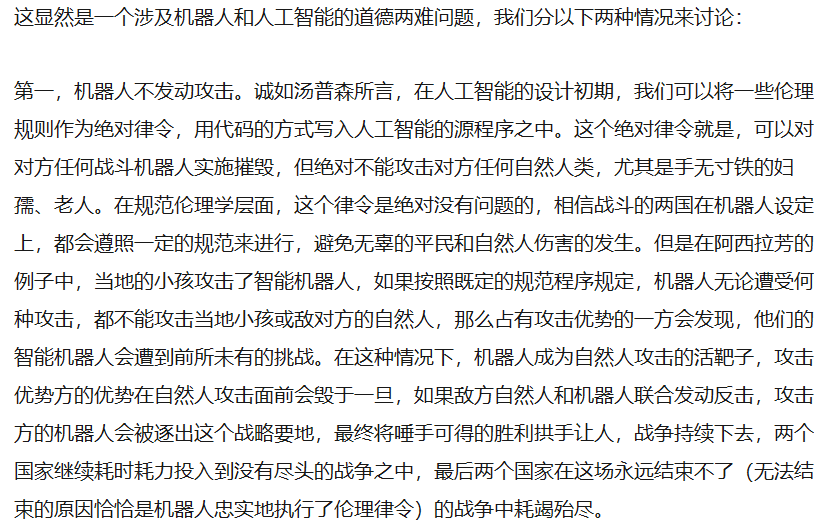 这显然是一个涉及机器人和人工智能的道德两难问题，我们分以下两种情况来讨论：
第一，机器人不发动攻击。诚如汤普森所言，在人工智能的设计初期，我们可以将一些伦理
规则作为绝对律令，用代码的方式写入人工智能的源程序之中。这个绝对律令就是，可以对
对方任何战斗机器人实施摧毁，但绝对不能攻击对方任何自然人类，尤其是手无寸铁的妇
孺、老人。在规范伦理学层面，这个律令是绝对没有问题的，相信战斗的两国在机器人设定
上，都会遵照一定的规范来进行，避免无辜的平民和自然人伤害的发生。但是在阿西拉芳的
例子中，当地的小孩攻击了智能机器人，如果按照既定的规范程序规定，机器人无论遭受何
种攻击，都不能攻击当地小孩或敌对方的自然人，那么占有攻击优势的一方会发现，他们的
智能机器人会遭到前所未有的挑战。在这种情况下，机器人成为自然人攻击的活靶子，攻击
优势方的优势在自然人攻击面前会毁于一旦，如果敌方自然人和机器人联合发动反击，攻击
方的机器人会被逐出这个战略要地，最终将唾手可得的胜利拱手让人，战争持续下去，两个
国家继续耗时耗力投入到没有尽头的战争之中，最后两个国家在这场永远结束不了（无法结
束的原因恰恰是机器人忠实地执行了伦理律令）的战争中耗竭殆尽。